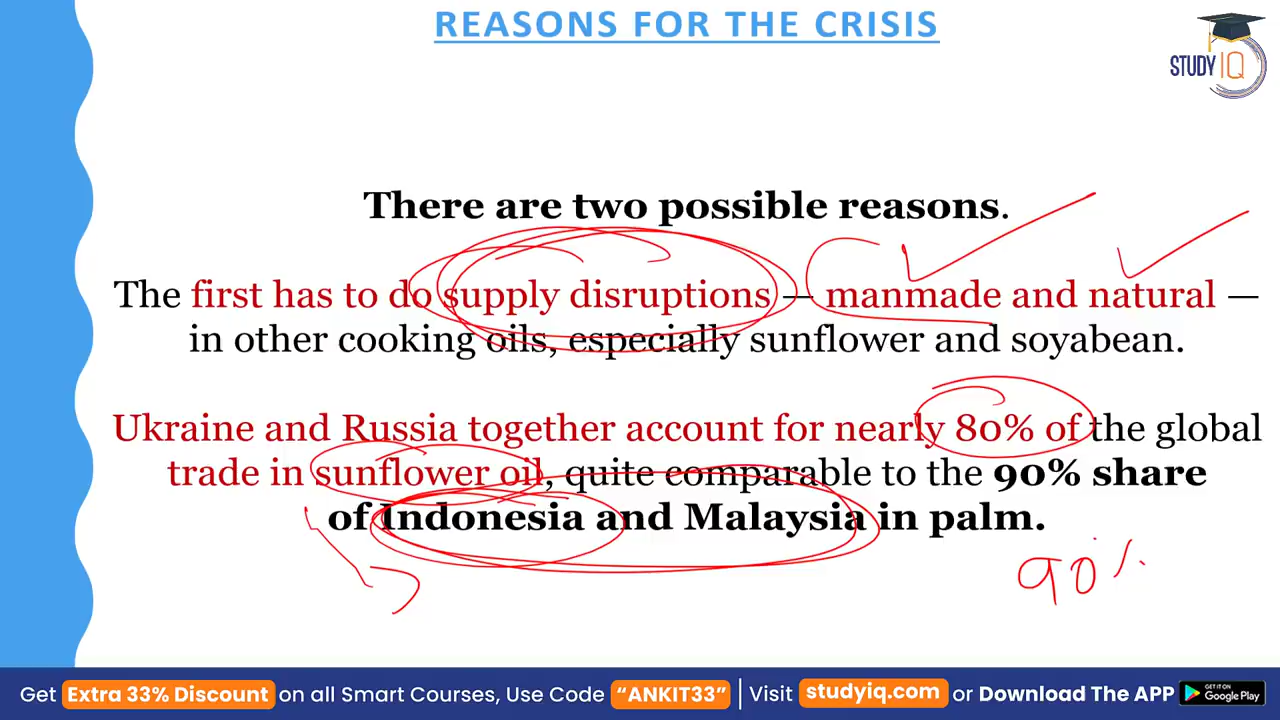 REASONS FOR THE CRISIS
STUDY IQ
There are two possible reasons.
The first has to do supply disruptions — manmade and natural —
in other cooking oils, especially sunflower and soyabean.
Ukraine and Russia together account for nearly 80% of the global
trade in sunflower oil, quite comparable to the 90% share
of Indonesia and Malaysia in palm.
90%
Get Extra 33% Discount on all Smart Courses, Use Code “ANKIT33” Visit studyiq.com or Download The APP GET IT ON Google Play